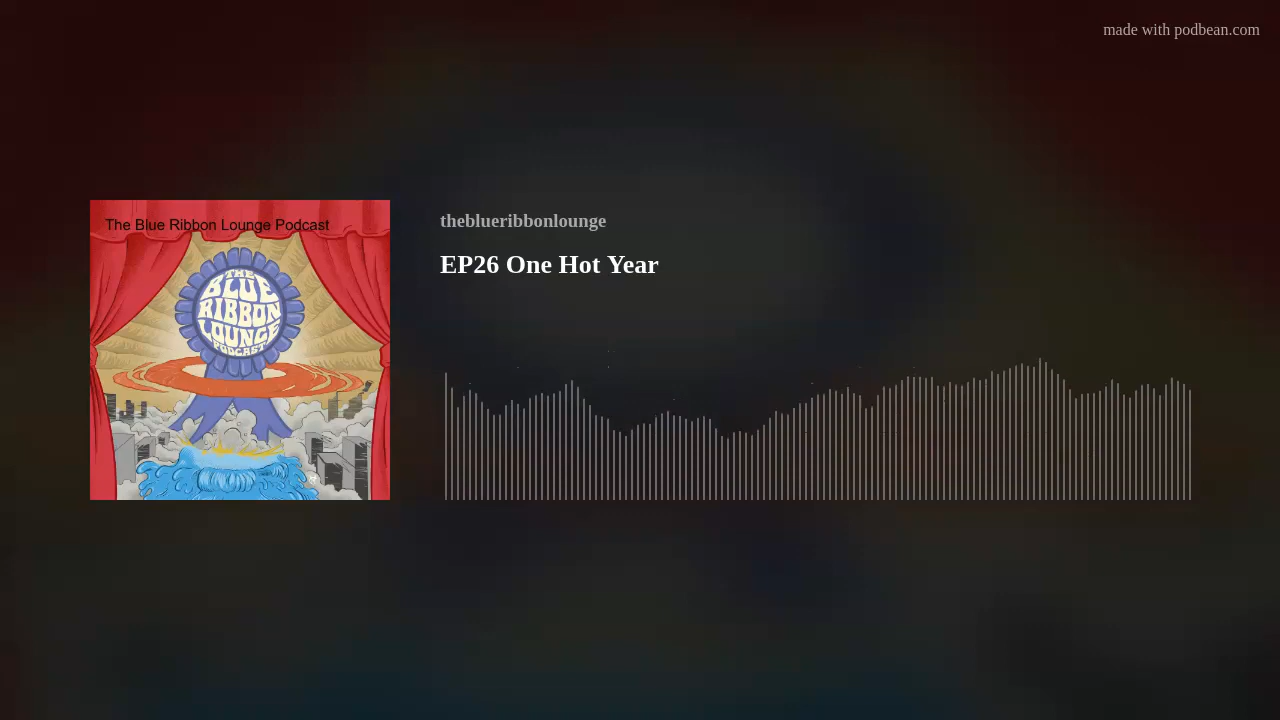 made with podbean.com
The Blue Ribbon Lounge Podcast
THE
BLUE
RIBBON
LOUNGE
PODCAST
theblueribbonlounge
EP26 One Hot Year